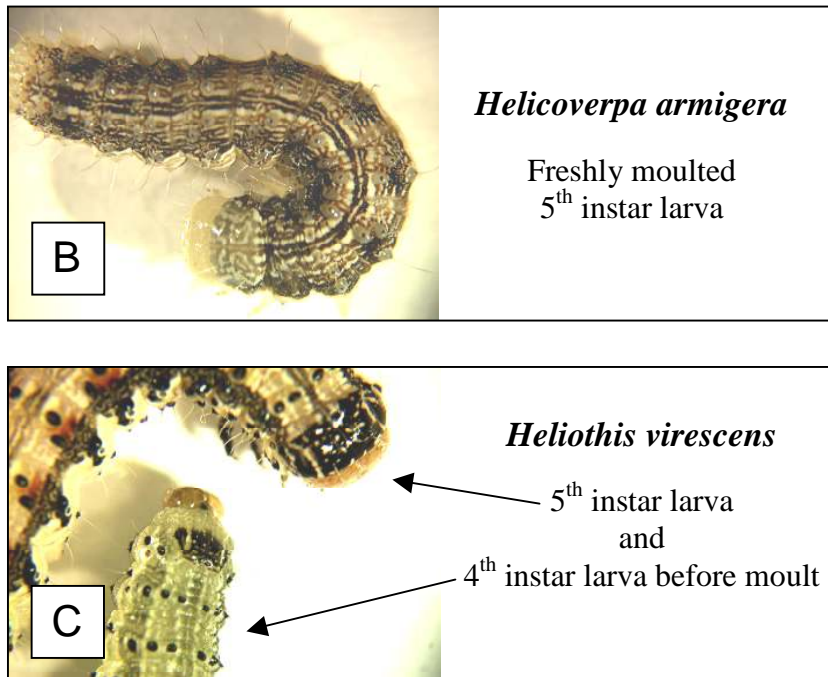 Helicoverpa armigera
Freshly moulted
5th instar larva
B
Heliothis virescens
5th instar larva
and
4th instar larva before moult
C